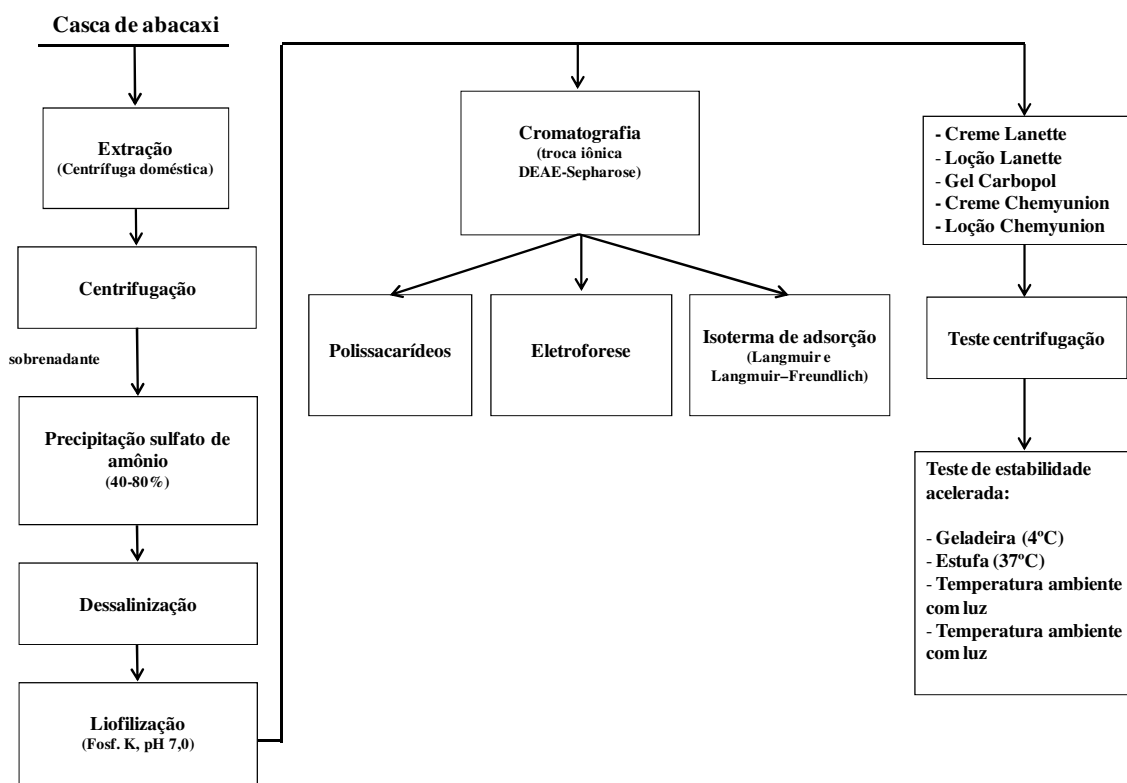 Casca de abacaxi
Extração
(Centrífuga doméstica)
Centrifugação
sobrenadante
Precipitação sulfato de
amônio
(40-80%)
Dessalinização
Liofilização
(Fosf. K, pH 7,0)
Cromatografia
(troca iônica
DEAE-Sepharose)
Polissacarídeos
Eletroforese
Isoterma de adsorção
(Langmuir e
Langmuir–Freundlich)
- Creme Lanette
- Loção Lanette
- Gel Carbopol
- Creme Chemyunion
- Loção Chemyunion
Teste centrifugação
Teste de estabilidade
acelerada:
- Geladeira (4ºC)
- Estufa (37ºC)
- Temperatura ambiente
com luz
- Temperatura ambiente
com luz